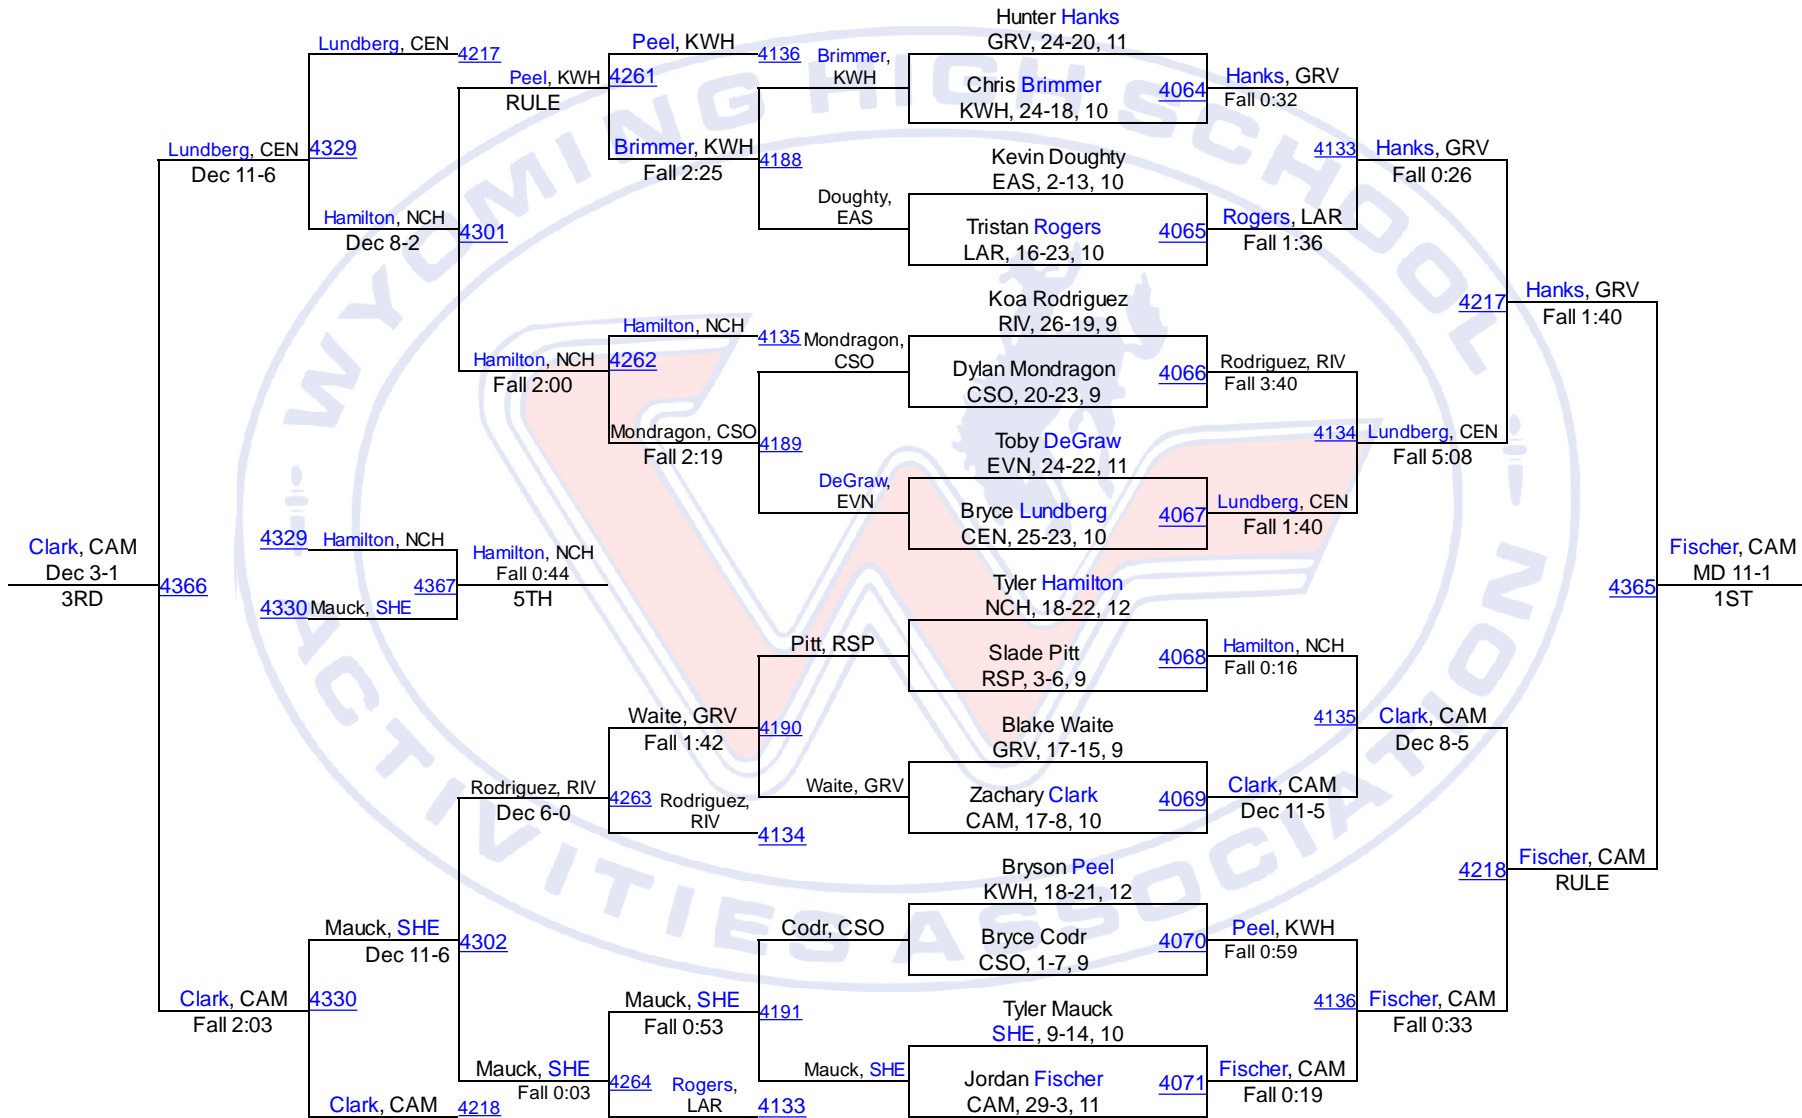 WYOMING HIGH SCHOOL
ACTIVITIES ASSOCIATION
Lundberg, CEN
4217
Peel, KWH
RULE
Peel, KWH
4136
4261
Brimmer, KWH
Fall 2:25
4188
Brimmer,
KWH
Doughty,
EAS
Hunter Hanks
GRV, 24-20, 11
Chris Brimmer
KWH, 24-18, 10
4064
Hanks, GRV
Fall 0:32
Kevin Doughty
EAS, 2-13, 10
Tristan Rogers
LAR, 16-23, 10
4065
Rogers, LAR
Fall 1:36
4133
Hanks, GRV
Fall 0:26
Lundberg, CEN
Dec 11-6
4329
Hamilton, NCH
Dec 8-2
4301
Hamilton, NCH
Fall 2:00
Hamilton, NCH
4135
4262
Mondragon, CSO
Fall 2:19
4189
Mondragon,
CSO
DeGraw,
EVN
Koa Rodriguez
RIV, 26-19, 9
Dylan Mondragon
CSO, 20-23, 9
4066
Rodriguez, RIV
Fall 3:40
Toby DeGraw
EVN, 24-22, 11
Bryce Lundberg
CEN, 25-23, 10
4067
Lundberg, CEN
Fall 1:40
4134
Lundberg, CEN
Fall 5:08
4217
Hanks, GRV
Fall 1:40
Clark, CAM
Dec 3-1
3RD
4366
4329
Hamilton, NCH
4330
Mauck, SHE
4367
Hamilton, NCH
Fall 0:44
5TH
4365
Fischer, CAM
MD 11-1
1ST
Tyler Hamilton
NCH, 18-22, 12
Slade Pitt
RSP, 3-6, 9
4068
Hamilton, NCH
Fall 0:16
Pitt, RSP
Waite, GRV
Fall 1:42
4190
Waite, GRV
Blake Waite
GRV, 17-15, 9
Zachary Clark
CAM, 17-8, 10
4069
Clark, CAM
Dec 11-5
4135
Clark, CAM
Dec 8-5
Rodriguez, RIV
Dec 6-0
4263
Rodriguez,
RIV
4134
Bryson Peel
KWH, 18-21, 12
Bryce Codr
CSO, 1-7, 9
4070
Peel, KWH
Fall 0:59
4218
Fischer, CAM
RULE
Mauck, SHE
Dec 11-6
4302
Codr, CSO
Clark, CAM
Fall 2:03
4330
Mauck, SHE
Fall 0:53
4191
Tyler Mauck
SHE, 9-14, 10
Jordan Fischer
CAM, 29-3, 11
4071
Fischer, CAM
Fall 0:19
4136
Fischer, CAM
Fall 0:33
Mauck, SHE
Fall 0:03
4264
Mauck, SHE
Rogers,
LAR
4133
Clark, CAM
4218